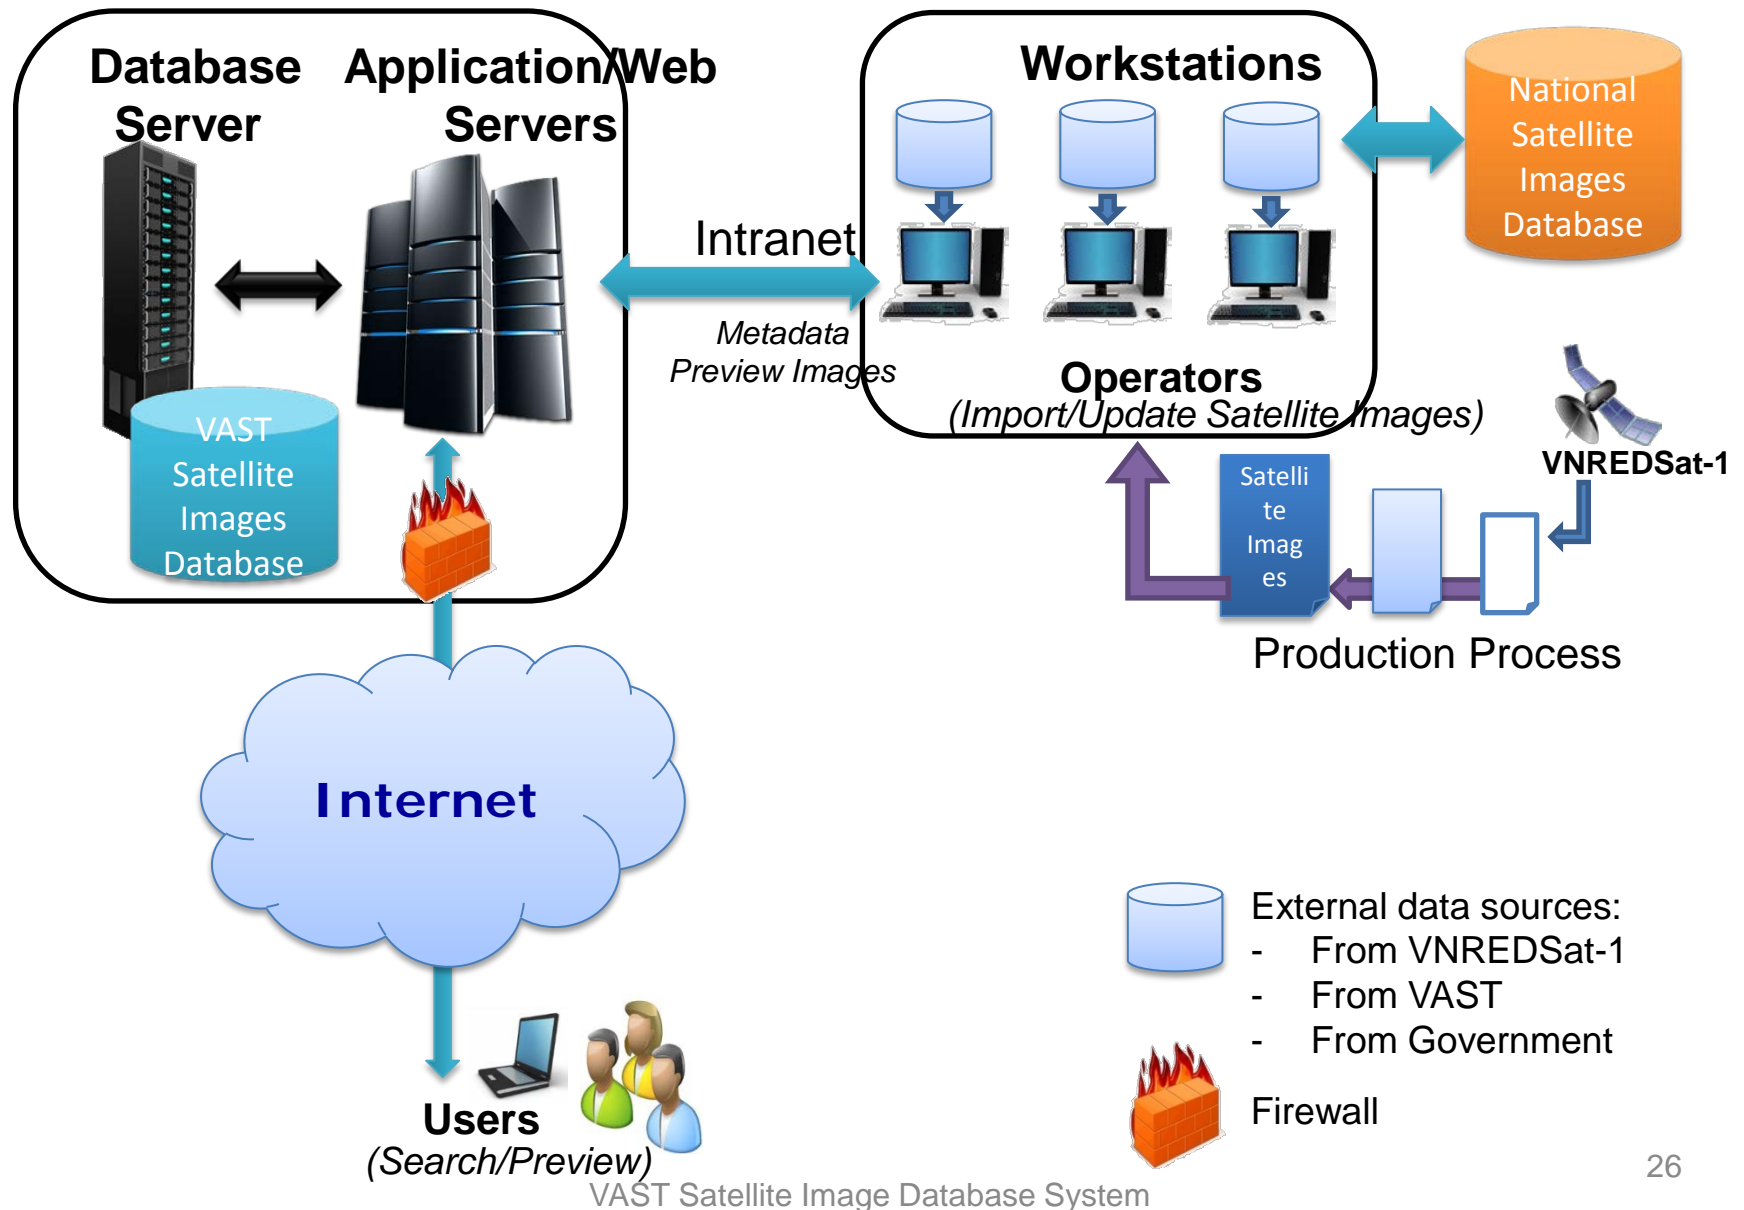 Database
Server
Application/Web
Servers
VAST
Satellite
Images
Database
Intranet
Metadata
Preview Images
Workstations
Operators
(Import/Update Satellite Images)
National
Satellite
Images
Database
VNREDSat-1
Satelli
te
Imag
es
Production Process
Internet
Users
(Search/Preview)
External data sources:
- From VNREDSat-1
- From VAST
- From Government
Firewall
26
VAST Satellite Image Database System